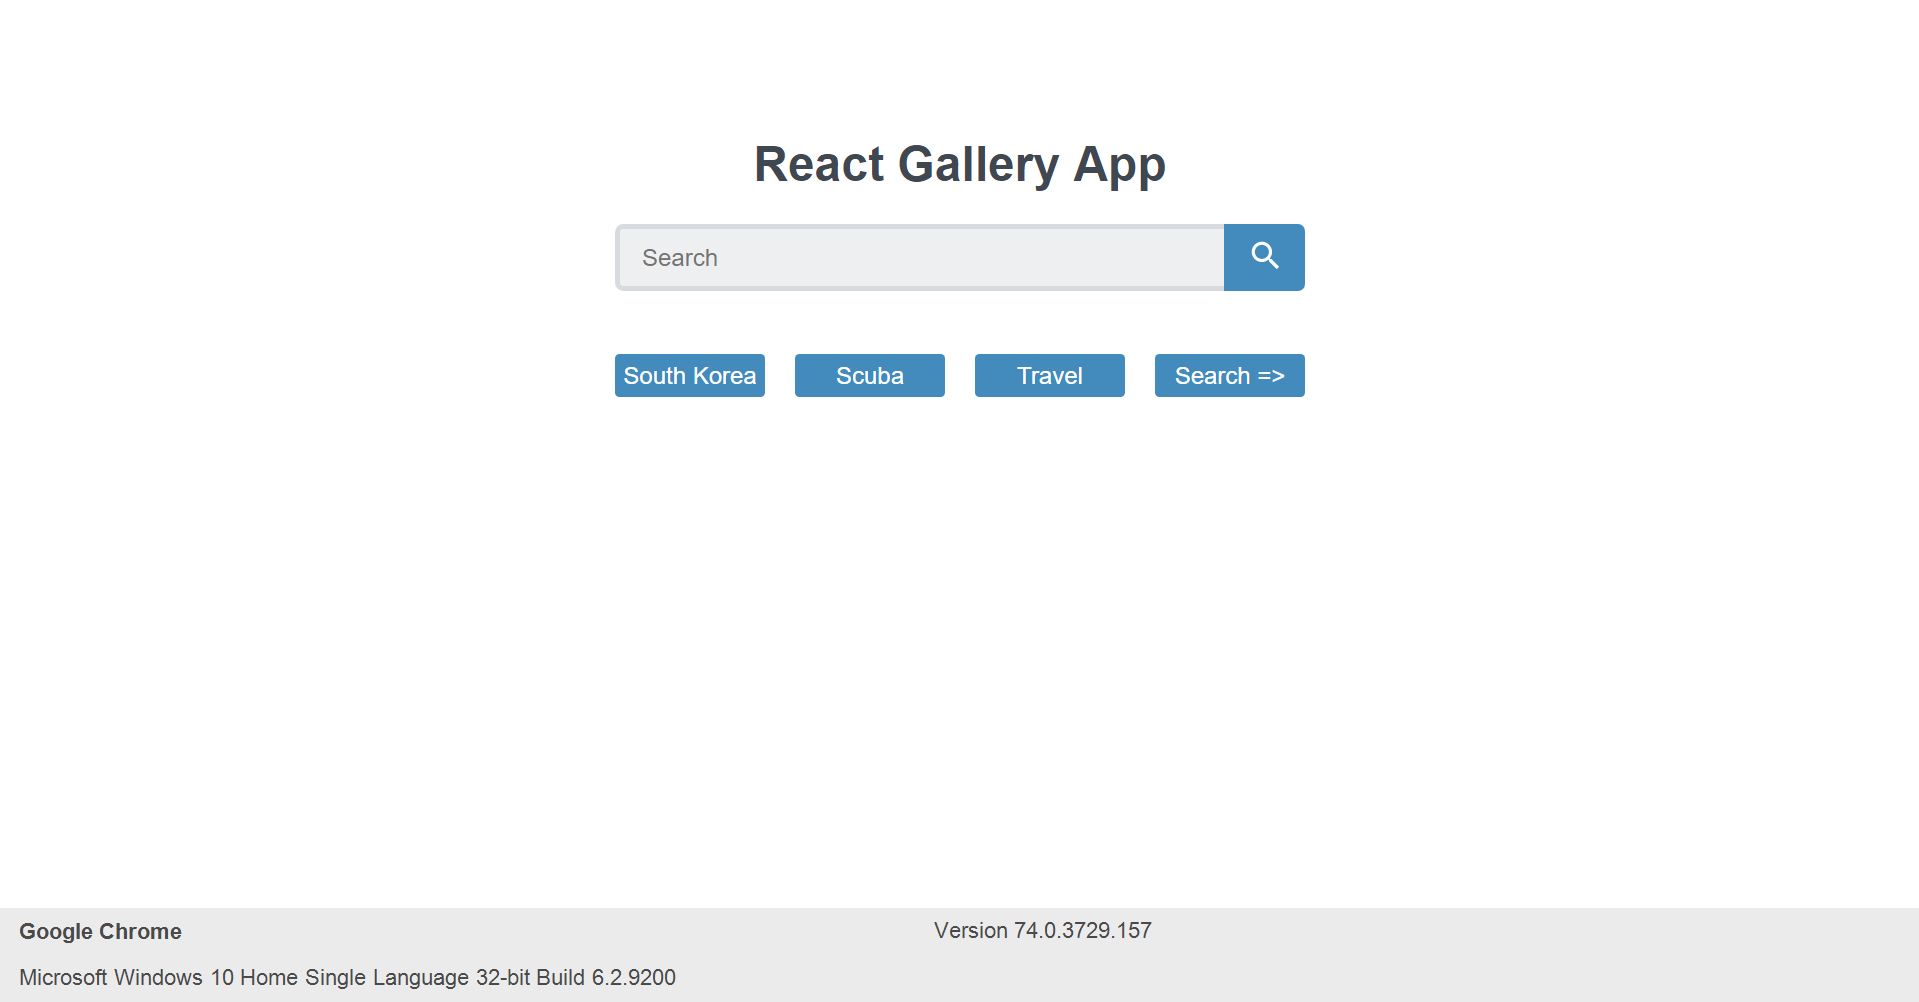 React Gallery App
Search
South Korea
Scuba
Travel
Search =>
Google Chrome
Version 74.0.3729.157
Microsoft Windows 10 Home Single Language 32-bit Build 6.2.9200